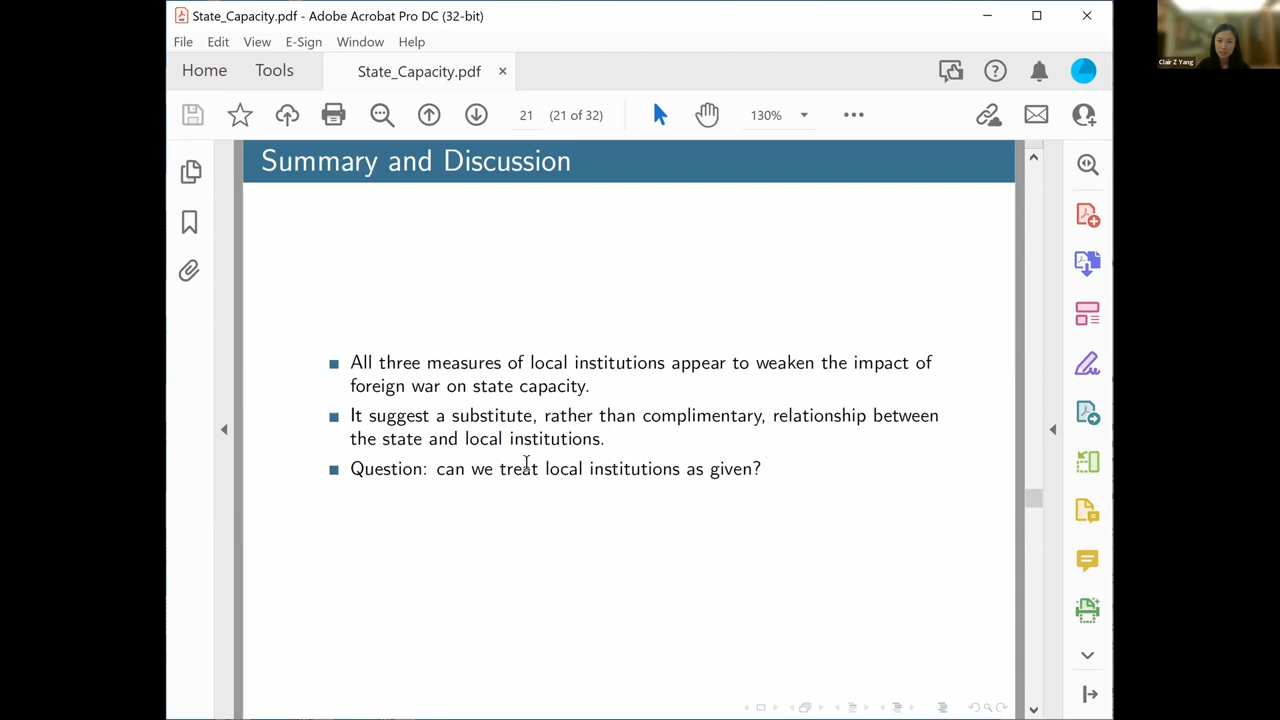 State_Capacity.pdf - Adobe Acrobat Pro DC (32-bit)
File Edit View E-Sign Window Help
Home Tools State_Capacity.pdf
21 (21 of 32) 130%
Summary and Discussion
All three measures of local institutions appear to weaken the impact of
foreign war on state capacity.
It suggest a substitute, rather than complimentary, relationship between
the state and local institutions.
Question: can we treat local institutions as given?
Clair Z Yang